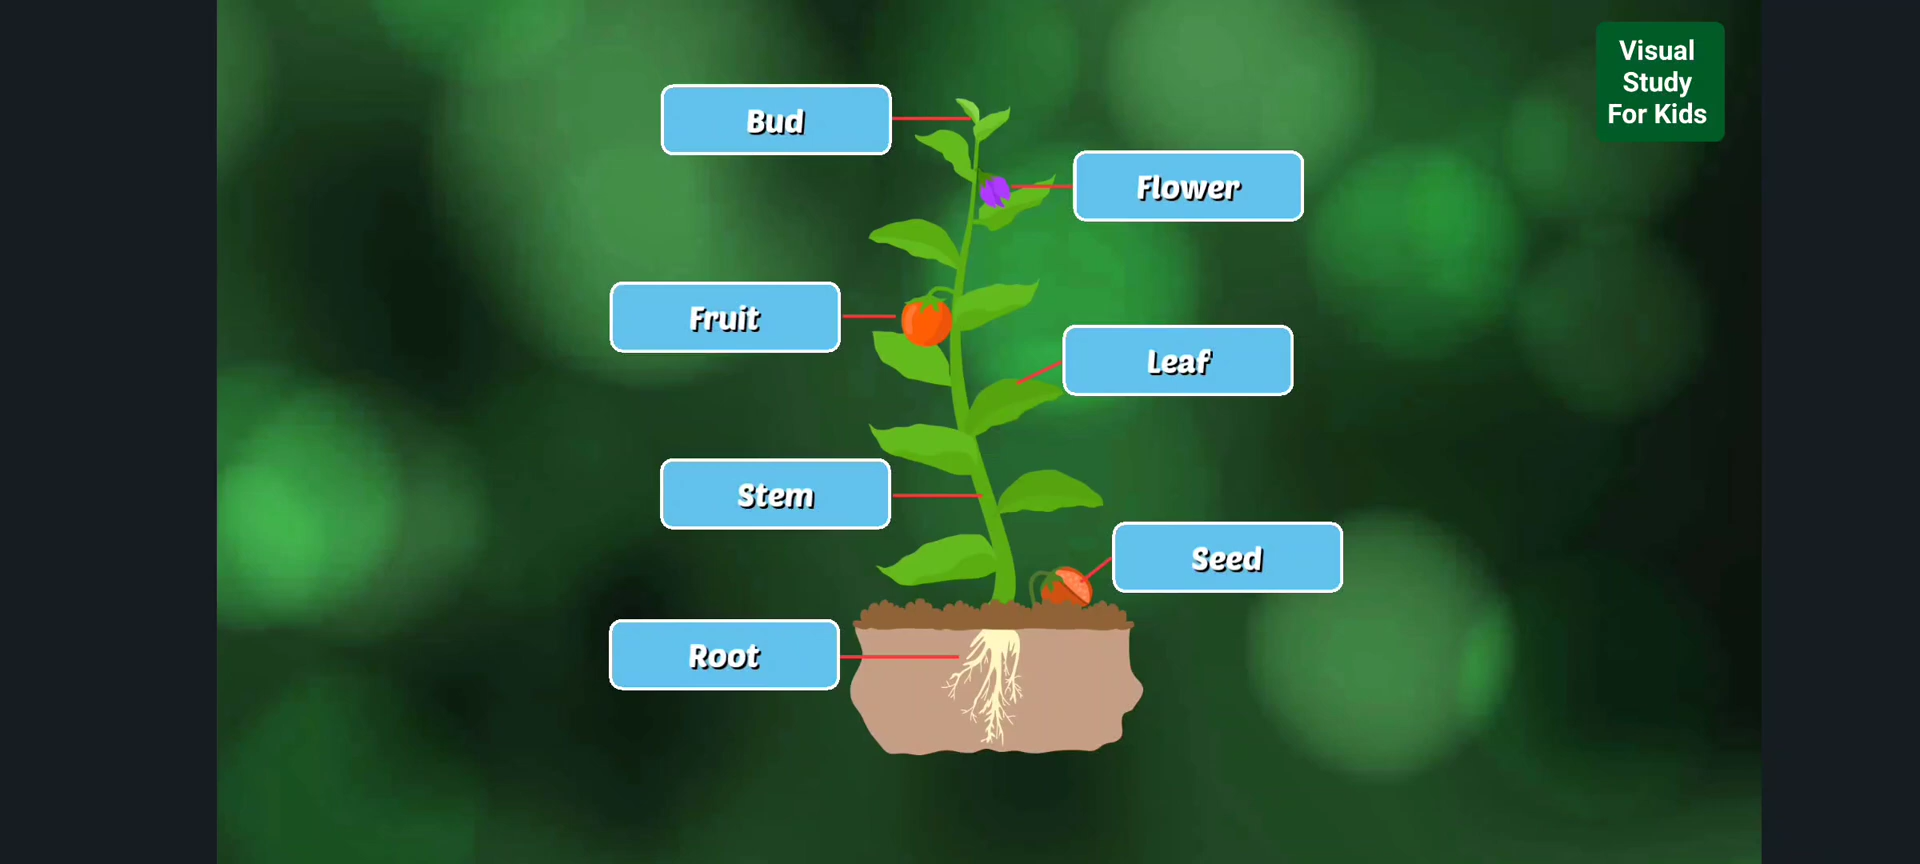 Visual
Study
For Kids
Bud
Flower
Fruit
Leaf
Stem
Seed
Root